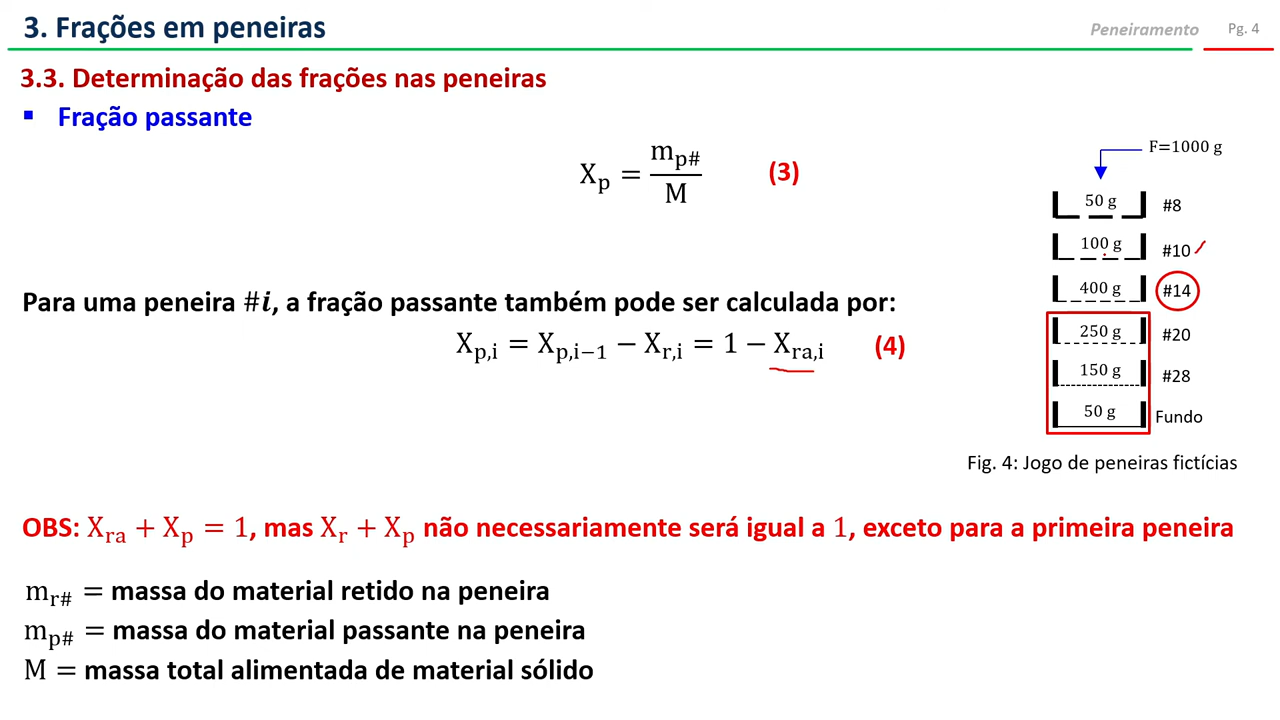 3. Frações em peneiras
Peneiramento Pg. 4
3.3. Determinação das frações nas peneiras
▪ Fração passante
X_p = m_p# / M (3)
Para uma peneira #i, a fração passante também pode ser calculada por:
X_p,i = X_p,i−1 − X_r,i = 1 − X_ra,i (4)
F=1000 g
50 g #8
100 g #10
400 g #14
250 g #20
150 g #28
50 g Fundo
Fig. 4: Jogo de peneiras fictícias
OBS: X_ra + X_p = 1, mas X_r + X_p não necessariamente será igual a 1, exceto para a primeira peneira
m_r# = massa do material retido na peneira
m_p# = massa do material passante na peneira
M = massa total alimentada de material sólido